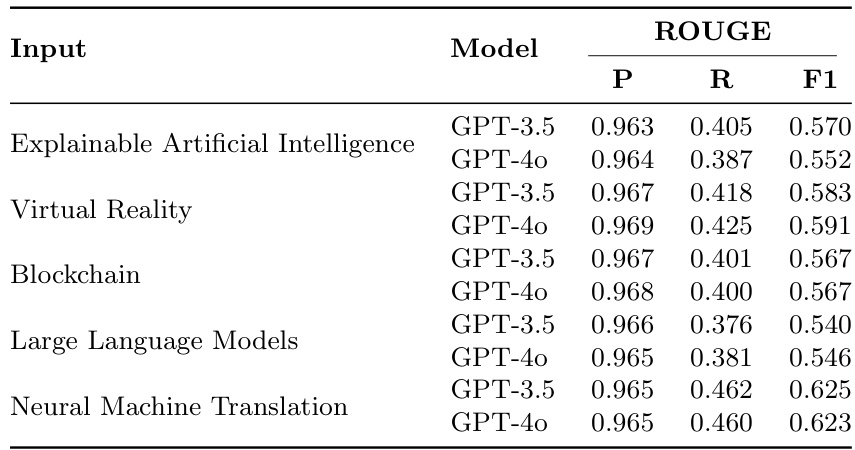 ROUGE
Input Model
P R F1
GPT-3.5 0.963 0.405 0.570
Explainable Artificial Intelligence
GPT-4o 0.964 0.387 0.552
GPT-3.5 0.967 0.418 0.583
Virtual Reality
GPT-4o 0.969 0.425 0.591
GPT-3.5 0.967 0.401 0.567
Blockchain
GPT-4o 0.968 0.400 0.567
GPT-3.5 0.966 0.376 0.540
Large Language Models
GPT-4o 0.965 0.381 0.546
GPT-3.5 0.965 0.462 0.625
Neural Machine Translation
GPT-4o 0.965 0.460 0.623